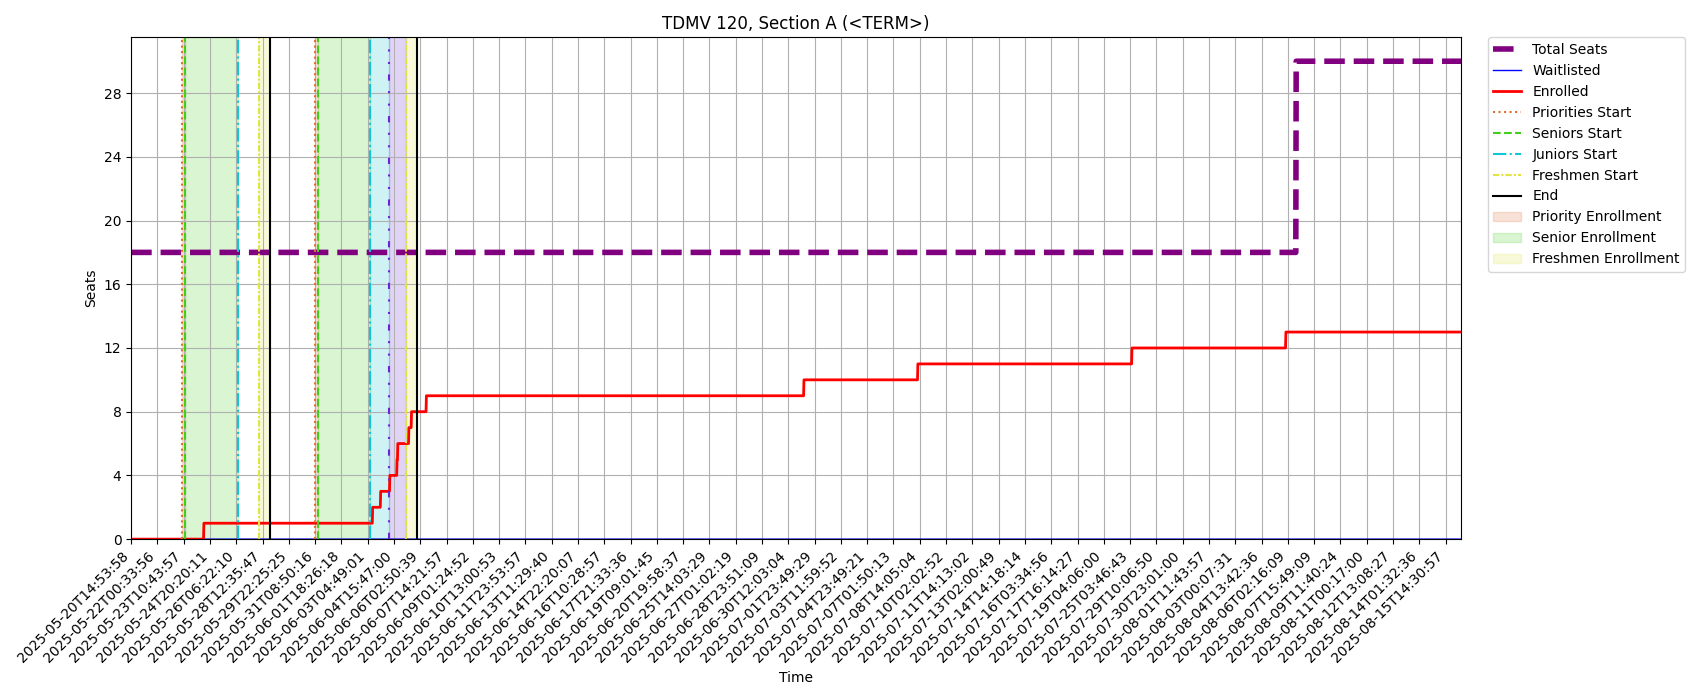 TDMV 120, Section A (<TERM>)
Seats
28
24
20
16
12
8
4
0
2025-05-20T14:53:58
2025-05-22T00:33:56
2025-05-23T10:43:57
2025-05-24T20:20:11
2025-05-26T06:22:10
2025-05-28T12:35:47
2025-05-29T22:25:25
2025-05-31T08:50:16
2025-06-01T18:26:18
2025-06-03T04:49:01
2025-06-04T15:47:00
2025-06-06T02:50:39
2025-06-07T14:21:57
2025-06-09T01:24:52
2025-06-10T13:00:53
2025-06-11T23:53:57
2025-06-13T11:29:40
2025-06-14T22:20:07
2025-06-16T10:28:57
2025-06-17T21:33:36
2025-06-19T09:01:45
2025-06-20T19:58:37
2025-06-25T14:03:29
2025-06-27T01:02:19
2025-06-28T23:51:09
2025-06-30T12:03:04
2025-07-01T23:49:29
2025-07-03T11:59:52
2025-07-04T23:49:21
2025-07-07T01:50:13
2025-07-08T14:05:04
2025-07-10T02:02:52
2025-07-11T14:13:02
2025-07-13T02:00:49
2025-07-14T14:18:14
2025-07-16T03:34:56
2025-07-17T16:14:27
2025-07-19T04:06:00
2025-07-25T03:46:43
2025-07-29T10:06:50
2025-07-30T23:01:00
2025-08-01T11:43:57
2025-08-03T00:07:31
2025-08-04T13:42:36
2025-08-06T02:16:09
2025-08-07T15:49:09
2025-08-09T11:40:24
2025-08-11T00:17:00
2025-08-12T13:08:27
2025-08-14T01:32:36
2025-08-15T14:30:57
Time
Total Seats
Waitlisted
Enrolled
Priorities Start
Seniors Start
Juniors Start
Freshmen Start
End
Priority Enrollment
Senior Enrollment
Freshmen Enrollment